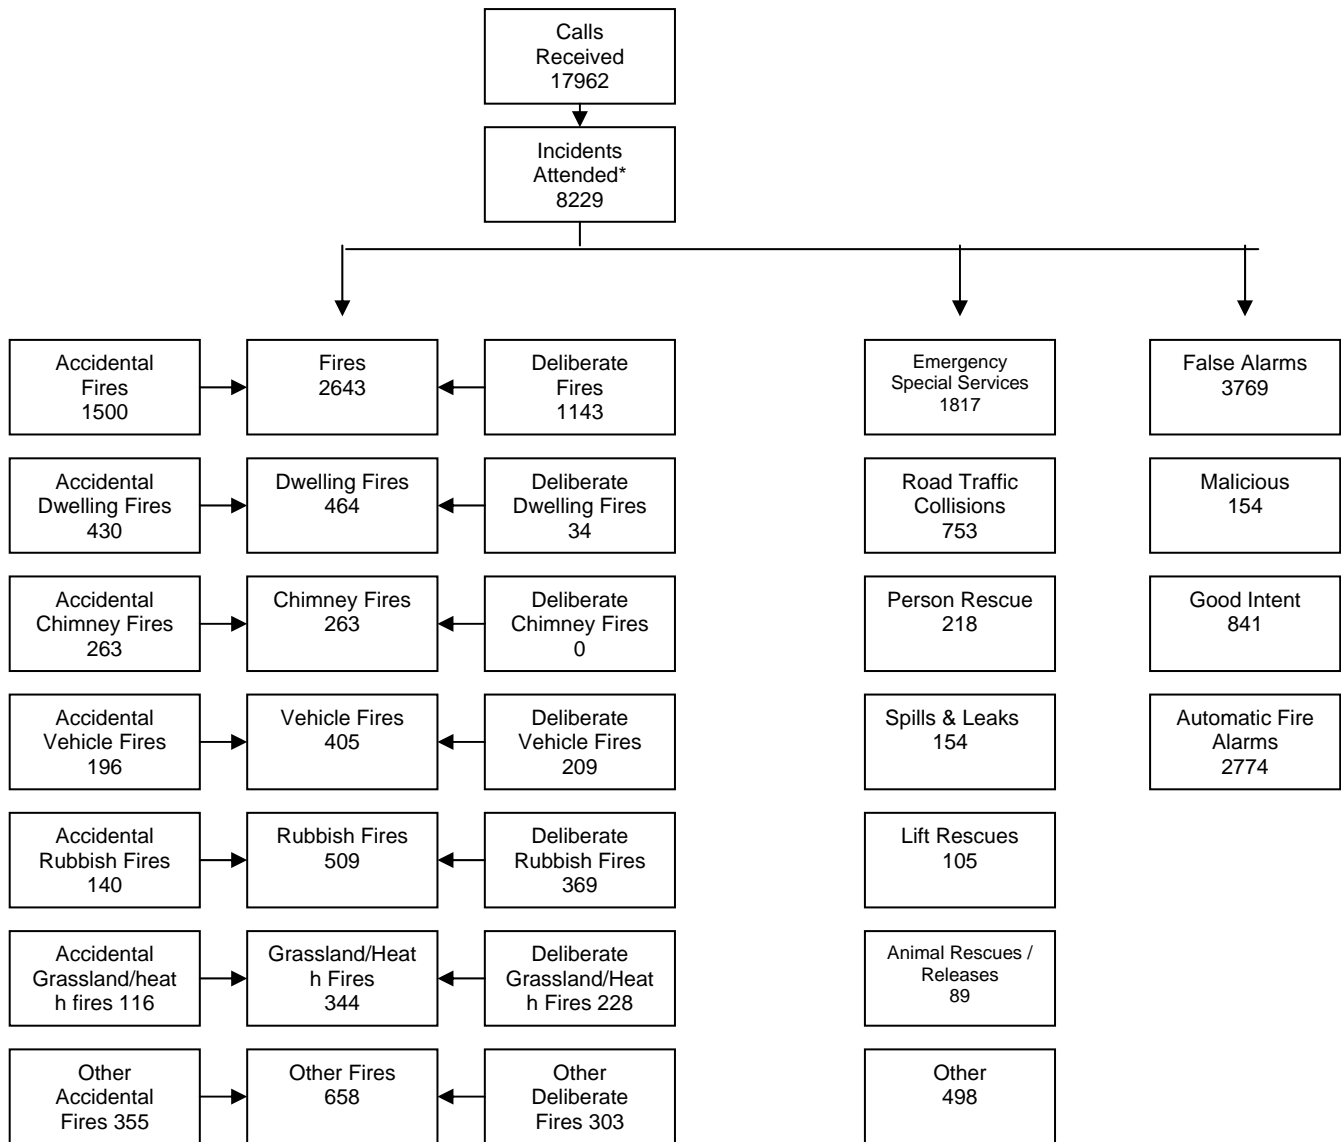 Calls
Received
17962
Incidents
Attended*
8229
Accidental
Fires
1500
Fires
2643
Deliberate
Fires
1143
Emergency
Special Services
1817
False Alarms
3769
Accidental
Dwelling Fires
430
Dwelling Fires
464
Deliberate
Dwelling Fires
34
Road Traffic
Collisions
753
Malicious
154
Accidental
Chimney Fires
263
Chimney Fires
263
Deliberate
Chimney Fires
0
Person Rescue
218
Good Intent
841
Accidental
Vehicle Fires
196
Vehicle Fires
405
Deliberate
Vehicle Fires
209
Spills & Leaks
154
Automatic Fire
Alarms
2774
Accidental
Rubbish Fires
140
Rubbish Fires
509
Deliberate
Rubbish Fires
369
Lift Rescues
105
Accidental
Grassland/heat
h fires 116
Grassland/Heat
h Fires
344
Deliberate
Grassland/Heat
h Fires 228
Animal Rescues /
Releases
89
Other
Accidental
Fires 355
Other Fires
658
Other
Deliberate
Fires 303
Other
498